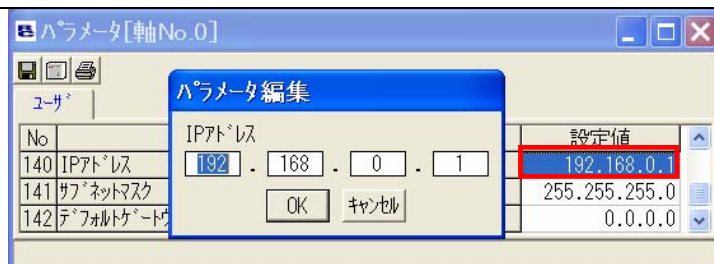 パラメータ[軸No.0]
ユーザ
パラメータ編集
IPアドレス
192 . 168 . 0 . 1
OK キャンセル
No 設定値
140 IPアドレス 192.168.0.1
141 サブネットマスク 255.255.255.0
142 デフォルトゲートウ 0.0.0.0